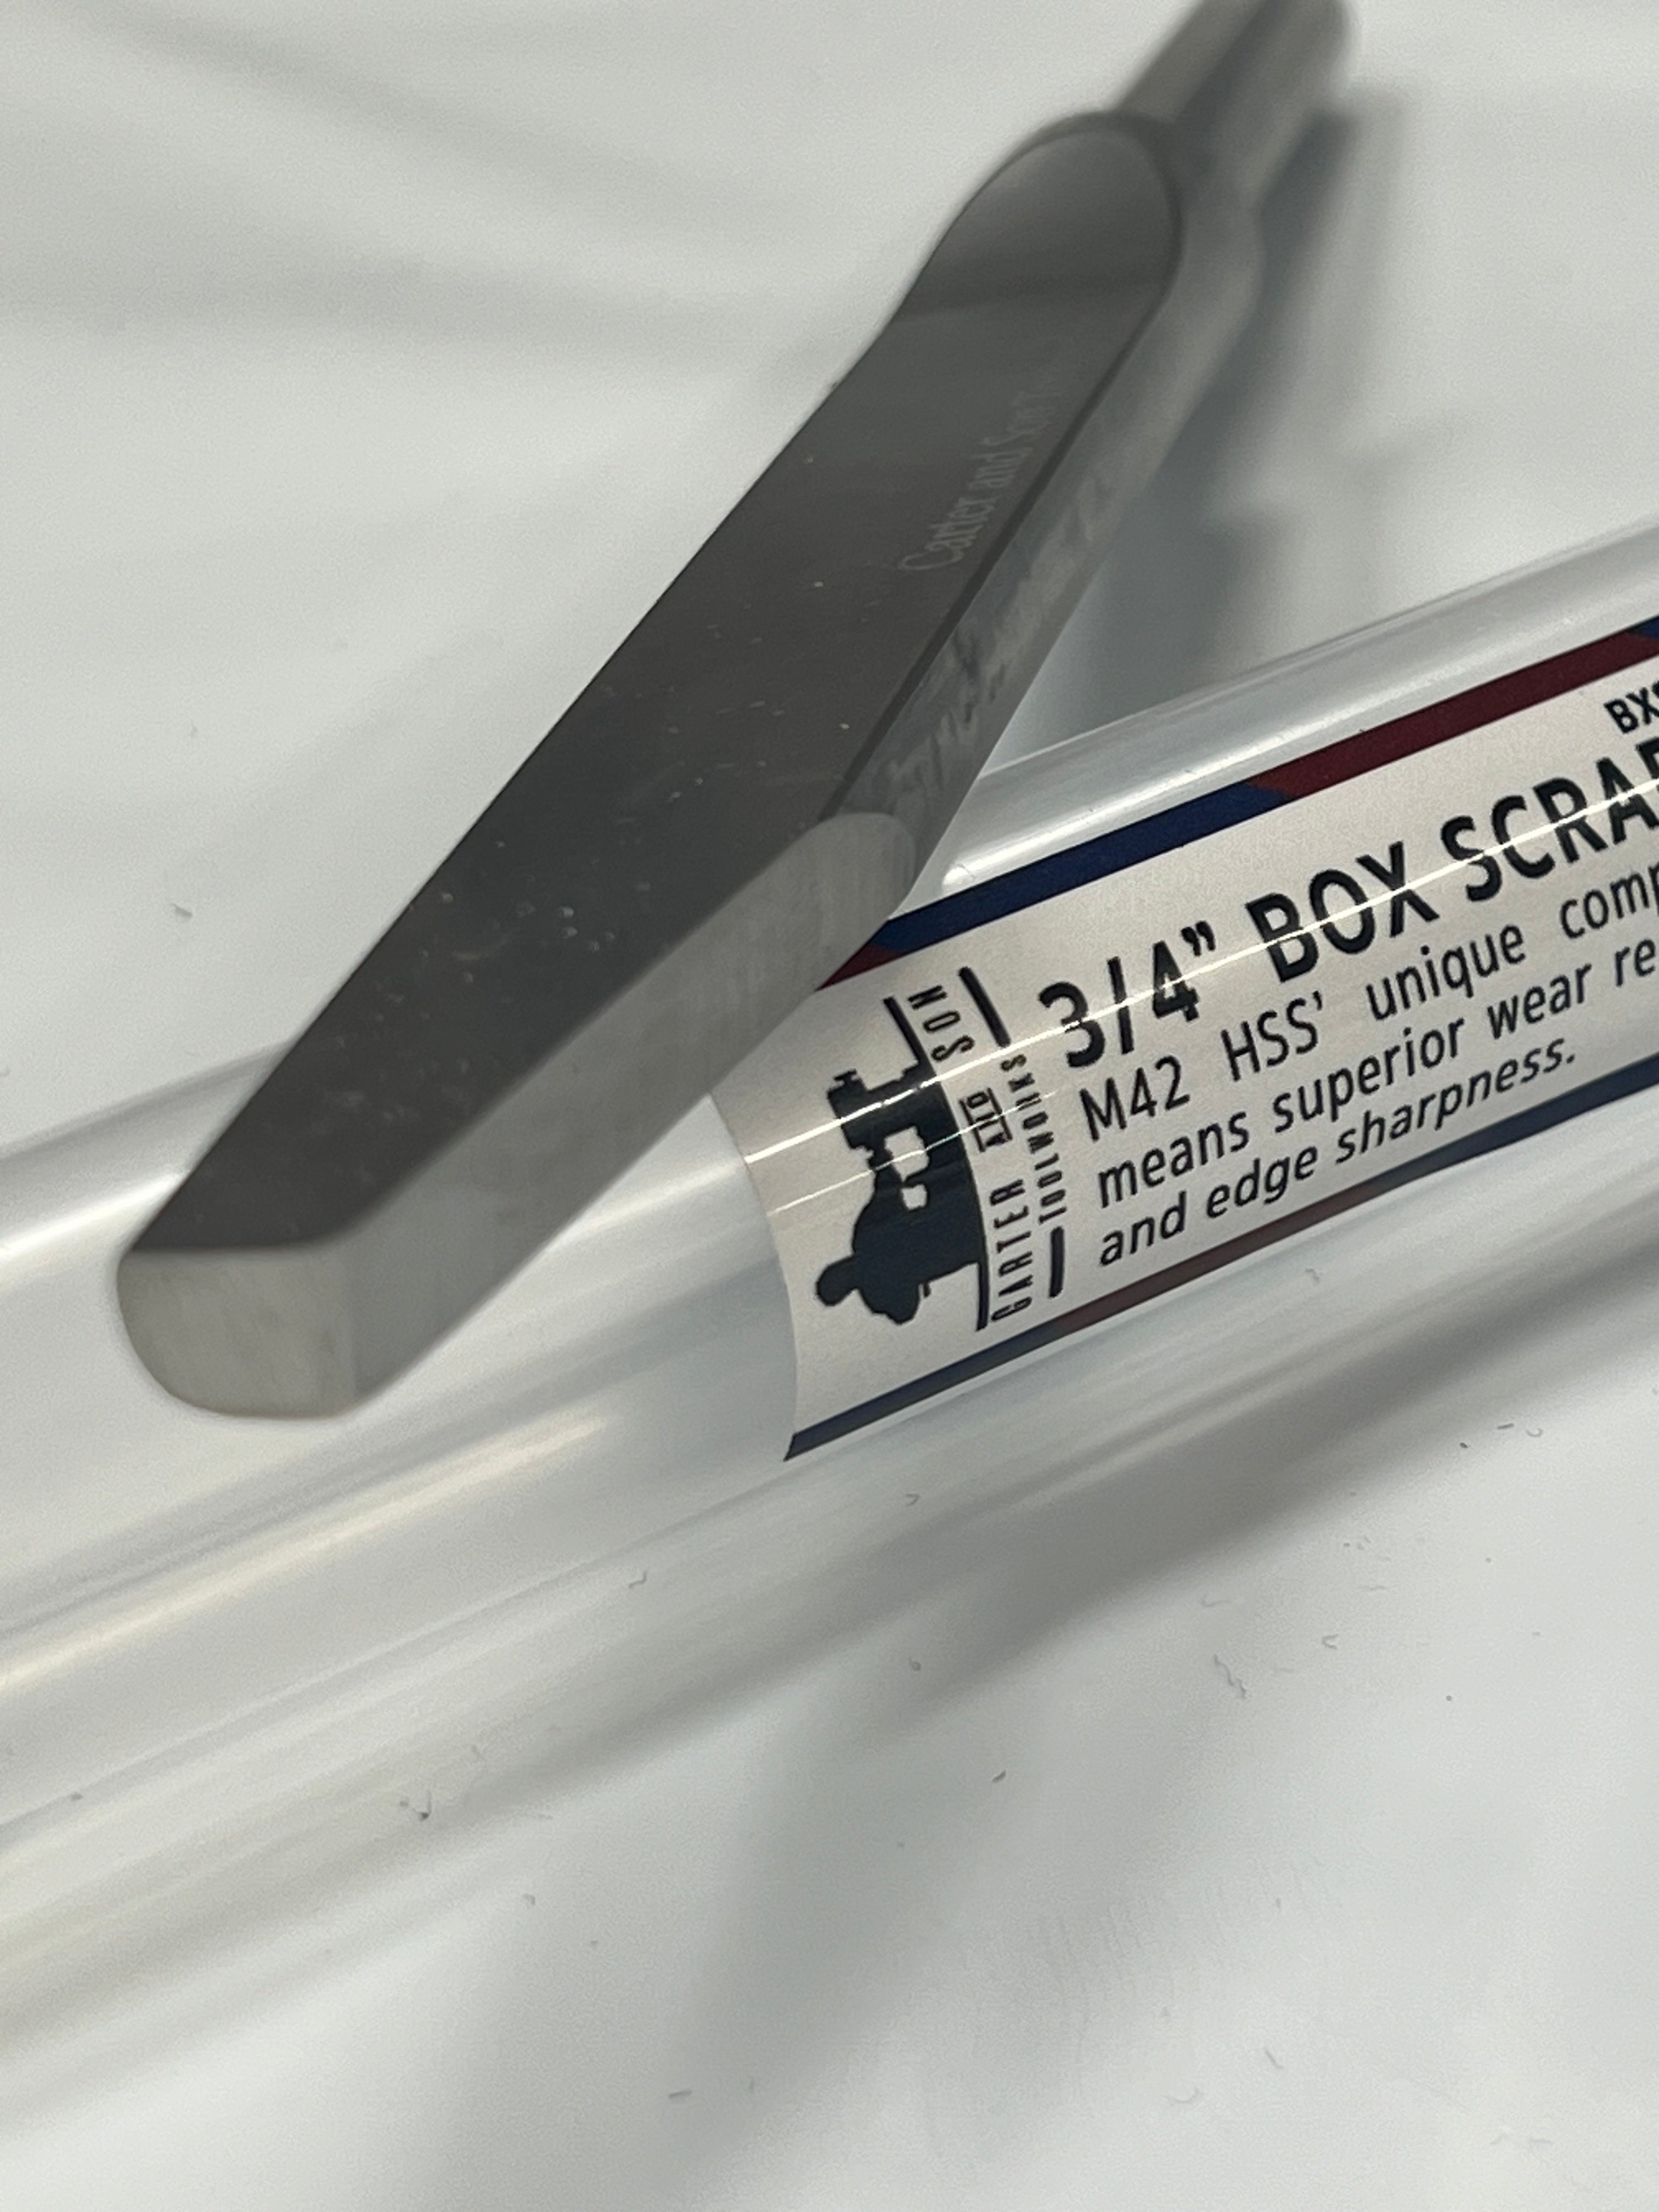 Carter and Son T
BX
3/4” BOX SCRAP
M42 HSS’ unique comp
means superior wear re
and edge sharpness.
CARTER AND SON
TOOLWORKS